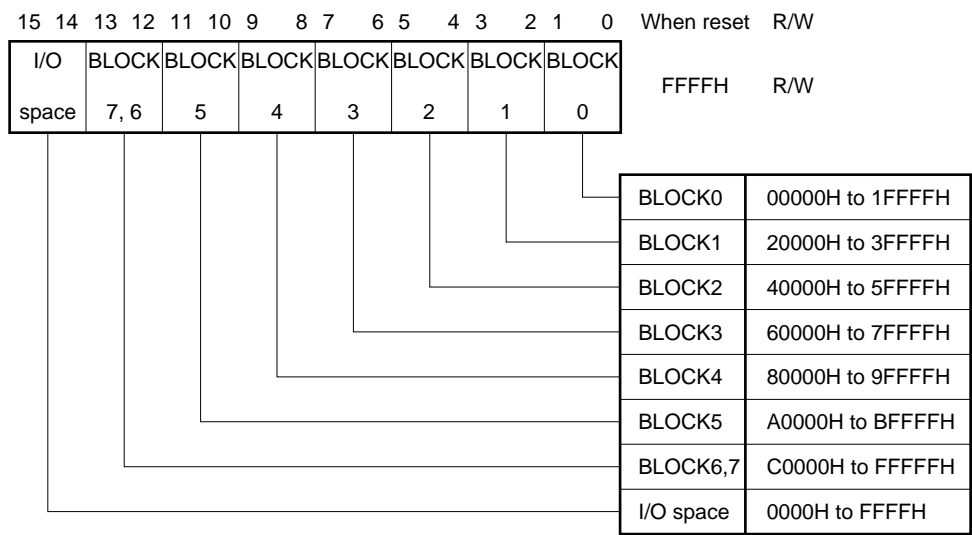 15 14 13 12 11 10 9 8 7 6 5 4 3 2 1 0 When reset R/W
I/O BLOCK BLOCK BLOCK BLOCK BLOCK BLOCK BLOCK
FFFFH R/W
space 7, 6 5 4 3 2 1 0
BLOCK0 00000H to 1FFFFH
BLOCK1 20000H to 3FFFFH
BLOCK2 40000H to 5FFFFH
BLOCK3 60000H to 7FFFFH
BLOCK4 80000H to 9FFFFH
BLOCK5 A0000H to BFFFFH
BLOCK6,7 C0000H to FFFFFH
I/O space 0000H to FFFFH